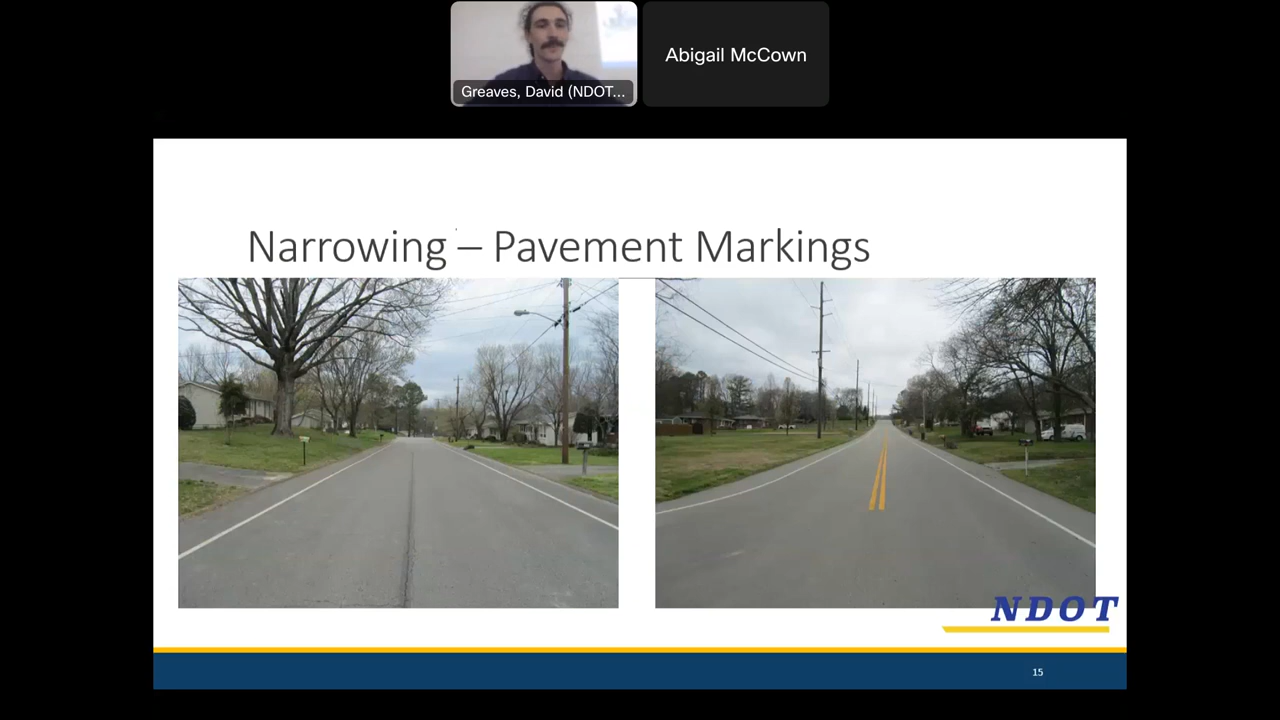 Greaves, David (NDOT...
Abigail McCown
Narrowing – Pavement Markings
NDOT
15